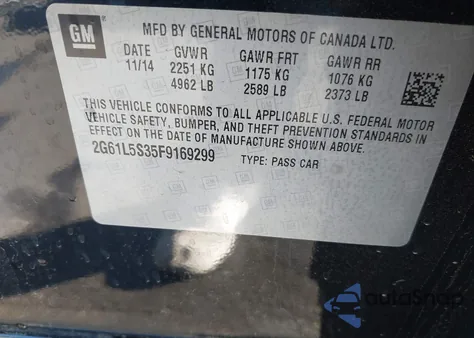 GM
MFD BY GENERAL MOTORS OF CANADA LTD.
DATE GVWR GAWR FRT GAWR RR
11/14 2251 KG 1175 KG 1076 KG
4962 LB 2589 LB 2373 LB
THIS VEHICLE CONFORMS TO ALL APPLICABLE U.S. FEDERAL MOTOR
VEHICLE SAFETY, BUMPER, AND THEFT PREVENTION STANDARDS IN
EFFECT ON THE DATE OF MANUFACTURE SHOWN ABOVE.
2G61L5S35F9169299 TYPE: PASS CAR
autoSnap